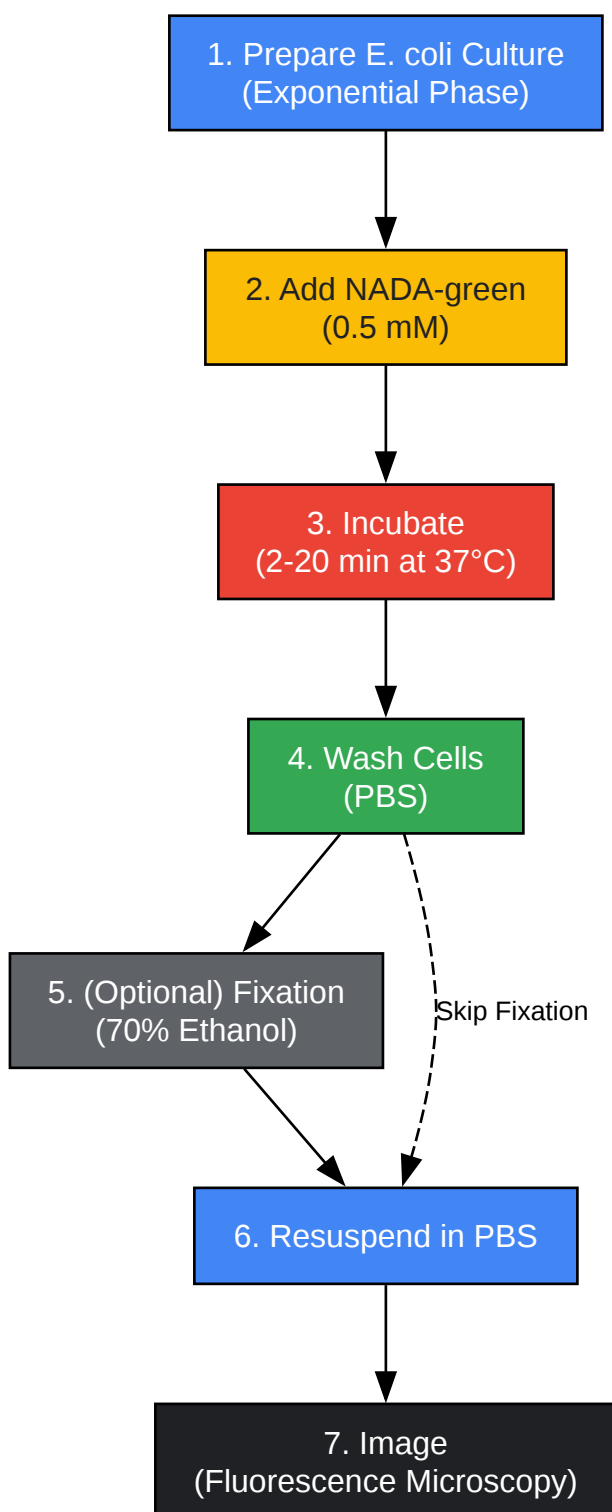 1. Prepare E. coli Culture
(Exponential Phase)
2. Add NADA-green
(0.5 mM)
3. Incubate
(2-20 min at 37°C)
4. Wash Cells
(PBS)
5. (Optional) Fixation
(70% Ethanol)
Skip Fixation
6. Resuspend in PBS
7. Image
(Fluorescence Microscopy)